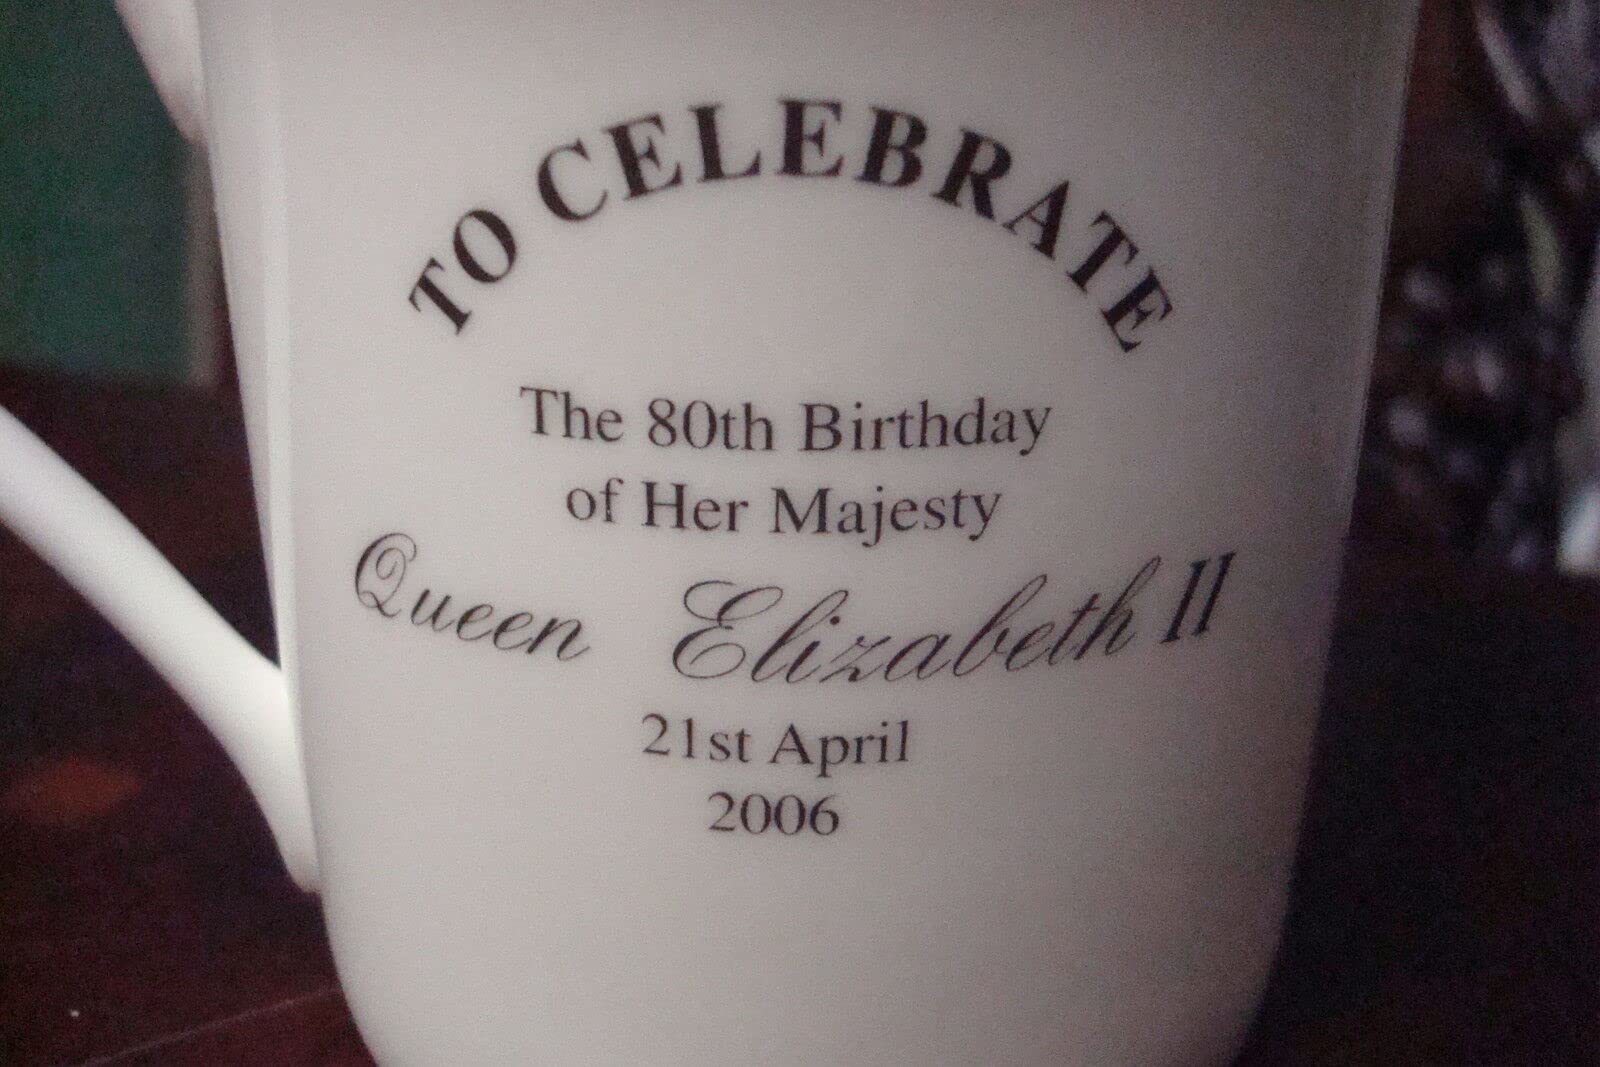 TO CELEBRATE
The 80th Birthday
of Her Majesty
Queen Elizabeth II
21st April
2006